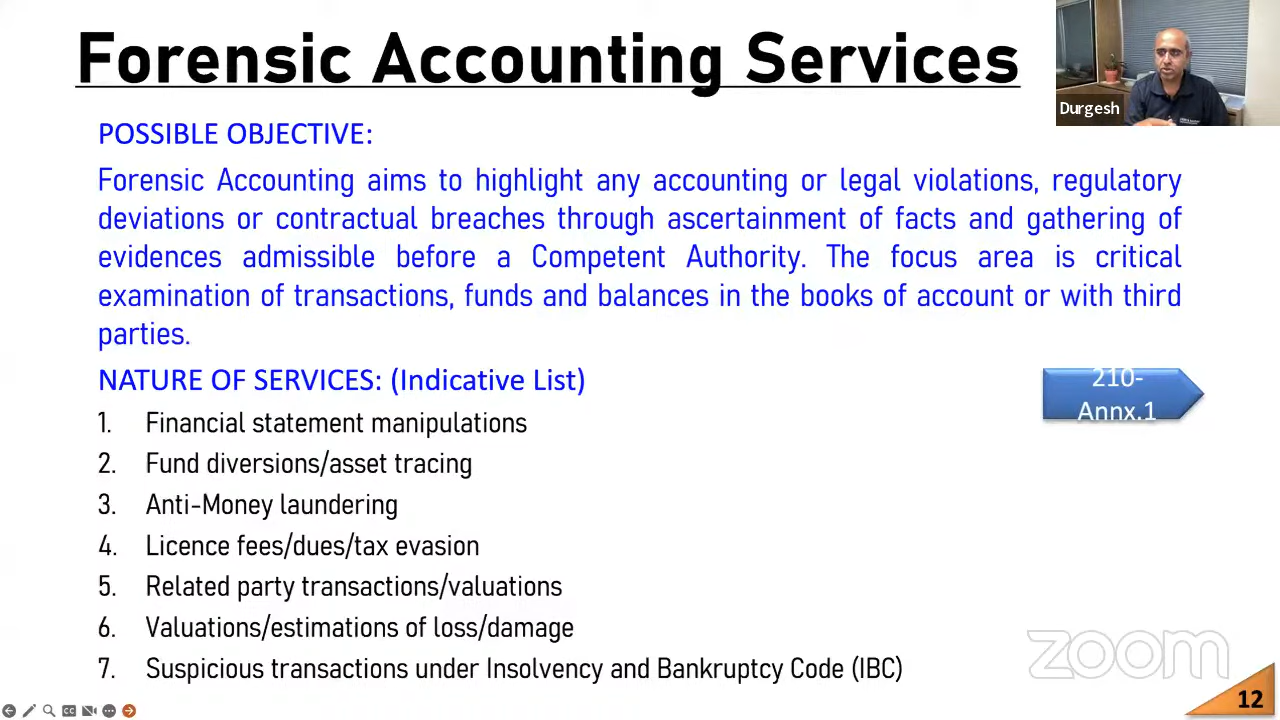 Forensic Accounting Services
Durgesh
POSSIBLE OBJECTIVE:
Forensic Accounting aims to highlight any accounting or legal violations, regulatory
deviations or contractual breaches through ascertainment of facts and gathering of
evidences admissible before a Competent Authority. The focus area is critical
examination of transactions, funds and balances in the books of account or with third
parties.
NATURE OF SERVICES: (Indicative List)
210-
Annx.1
1. Financial statement manipulations
2. Fund diversions/asset tracing
3. Anti-Money laundering
4. Licence fees/dues/tax evasion
5. Related party transactions/valuations
6. Valuations/estimations of loss/damage
7. Suspicious transactions under Insolvency and Bankruptcy Code (IBC)
zoom
12